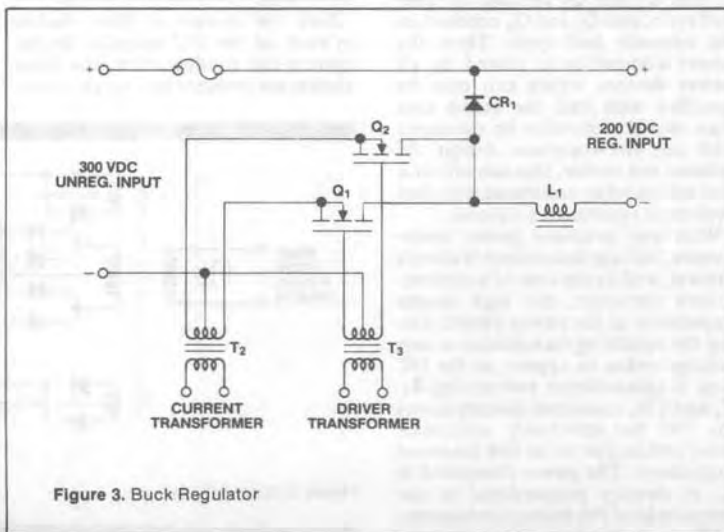 +
+
CR1
Q2
300 VDC
UNREG. INPUT
200 VDC
REG. INPUT
Q1
L1
−
−
T2
T3
CURRENT
TRANSFORMER
DRIVER
TRANSFORMER
Figure 3. Buck Regulator